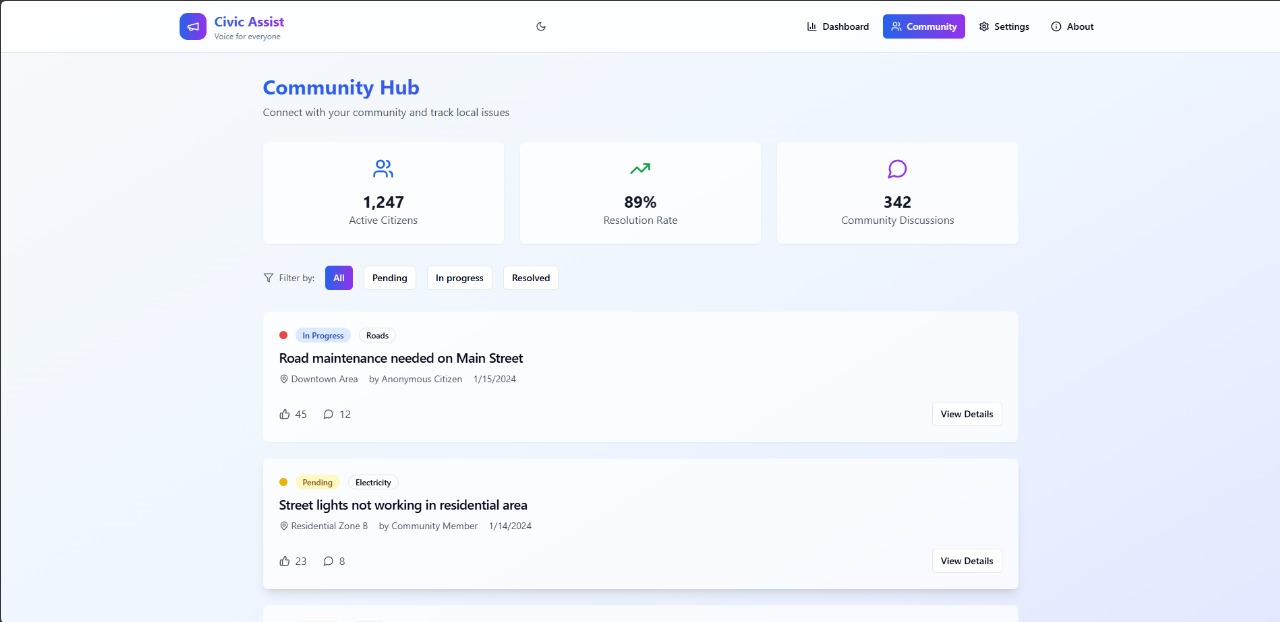 Civic Assist
Voice for everyone
Dashboard
Community
Settings
About
Community Hub
Connect with your community and track local issues
1,247
Active Citizens
89%
Resolution Rate
342
Community Discussions
Filter by: All Pending In progress Resolved
In Progress Roads
Road maintenance needed on Main Street
Downtown Area by Anonymous Citizen 1/15/2024
45 12
View Details
Pending Electricity
Street lights not working in residential area
Residential Zone B by Community Member 1/14/2024
23 8
View Details